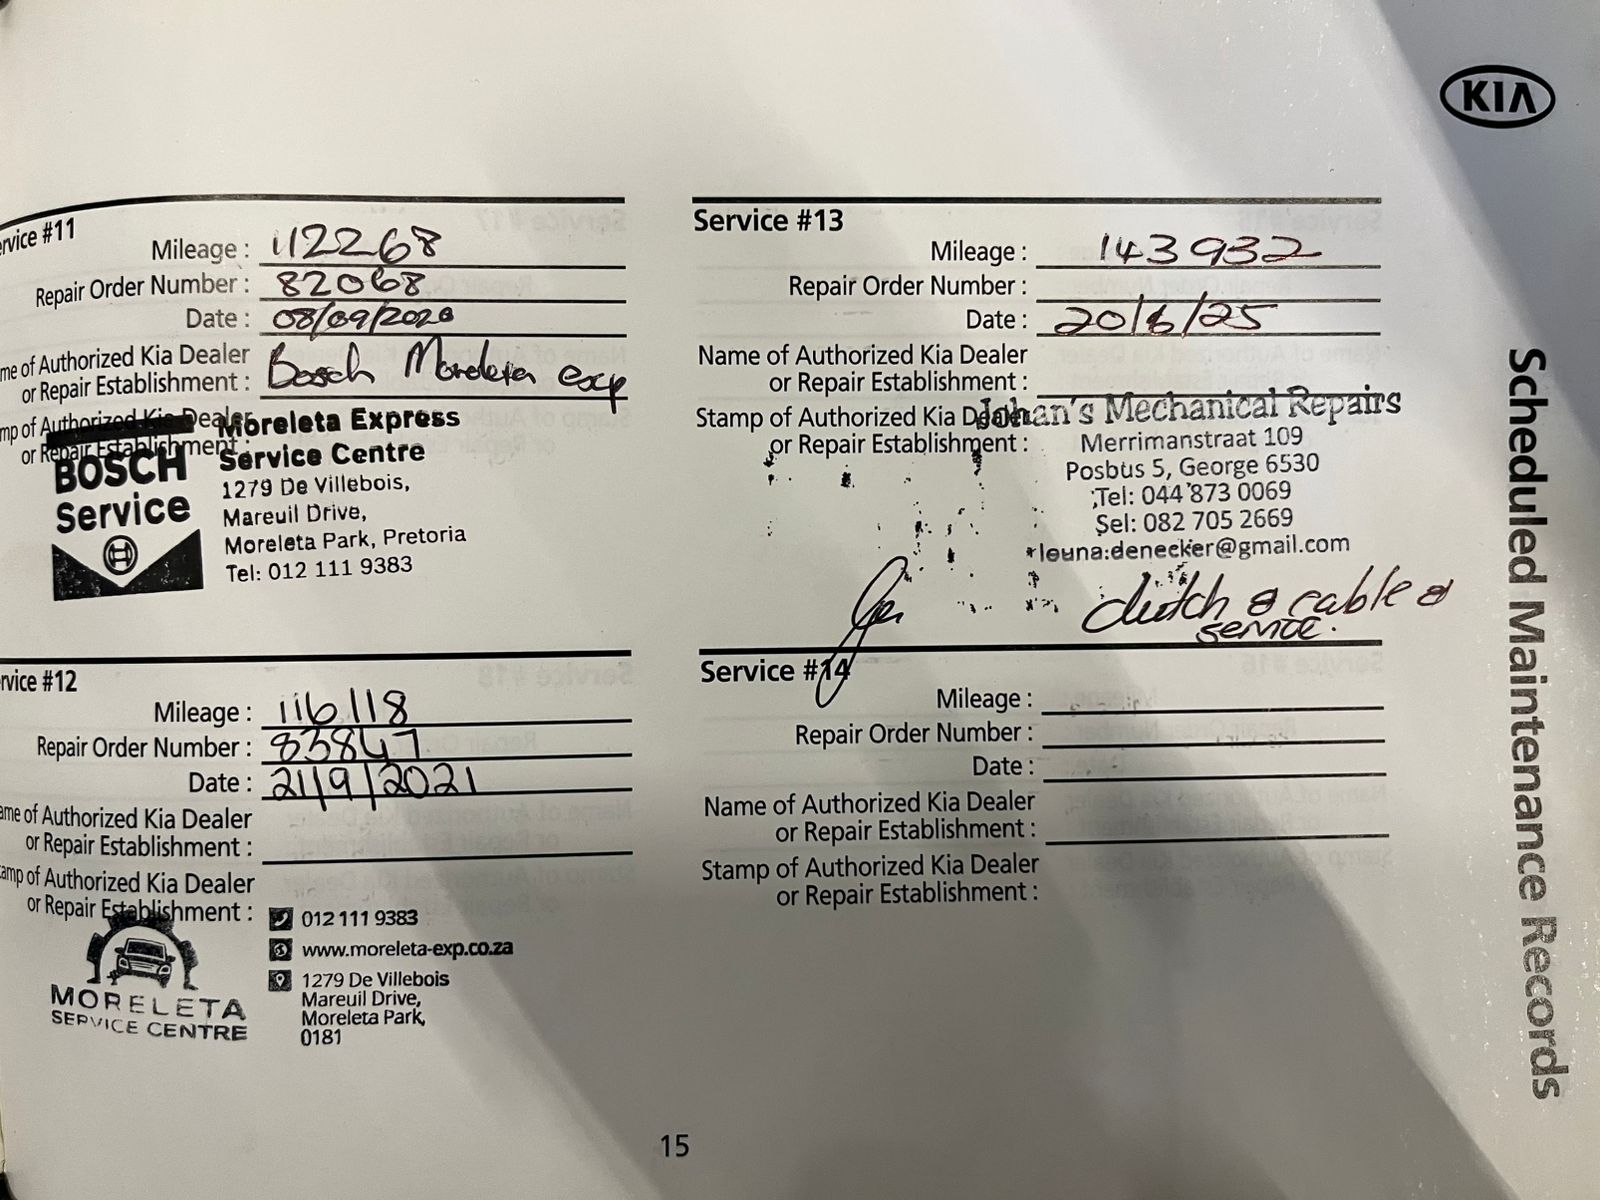 KIA
Scheduled Maintenance Records
rvice #11
Mileage : 112268
Repair Order Number : 82068
Date : 08/09/2020
me of Authorized Kia Dealer
or Repair Establishment : Bosch Moreleta exp
mp of Authorized Kia Dealer
or Repair Establishment :
BOSCH
Service
Moreleta Express
Service Centre
1279 De Villebois,
Mareuil Drive,
Moreleta Park, Pretoria
Tel: 012 111 9383
rvice #12
Mileage : 116118
Repair Order Number : 83847
Date : 21/9/2021
ame of Authorized Kia Dealer
or Repair Establishment :
amp of Authorized Kia Dealer
or Repair Establishment :
MORELETA
SERVICE CENTRE
012 111 9383
www.moreleta-exp.co.za
1279 De Villebois
Mareuil Drive,
Moreleta Park,
0181
Service #13
Mileage : 143932
Repair Order Number :
Date : 20/6/25
Name of Authorized Kia Dealer
or Repair Establishment :
Stamp of Authorized Kia Dealer
or Repair Establishment :
Johan's Mechanical Repairs
Merrimanstraat 109
Posbus 5, George 6530
Tel: 044 873 0069
Sel: 082 705 2669
louna.denecker@gmail.com
clutch & cable &
service.
Service #14
Mileage :
Repair Order Number :
Date :
Name of Authorized Kia Dealer
or Repair Establishment :
Stamp of Authorized Kia Dealer
or Repair Establishment :
15